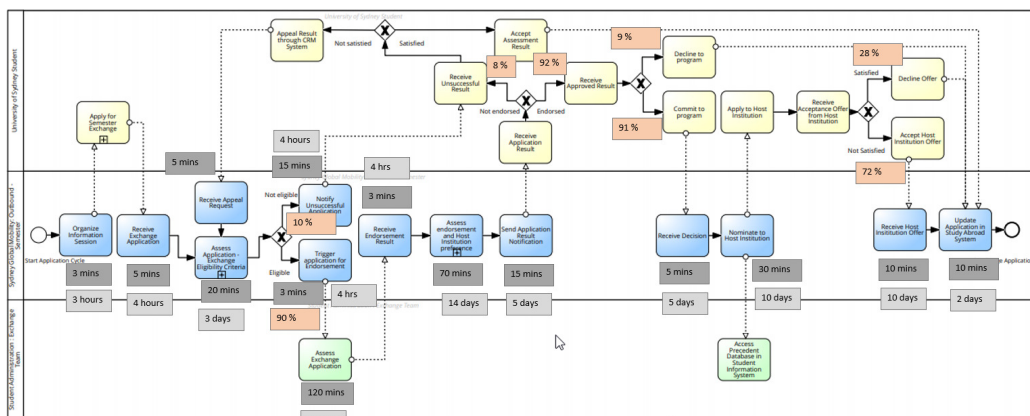 University of Sydney Student
University of Sydney Student
Appeal Result
through CRM
System
Not satisfied
Satisfied
Accept
Assessment
Result
9 %
Decline to
program
28 %
Satisfied
Decline Offer
Receive
Unsuccessful
Result
8 %
92 %
Receive
Approved Result
Not endorsed
Endorsed
Apply for
Semester
Exchange
Commit to
program
91 %
Apply to Host
Institution
Receive
Acceptance Offer
from Host
Institution
Accept Host
Institution Offer
Not Satisfied
72 %
Receive
Application
Result
4 hours
15 mins
5 mins
4 hrs
3 mins
Sydney Global Mobility - Outbound -
Semester
Start Application Cycle
Organize
Information
Session
3 mins
3 hours
Receive
Exchange
Application
5 mins
4 hours
Receive Appeal
Request
Assess
Application -
Exchange
Eligibility Criteria
20 mins
3 days
Not eligible
Notify
Unsuccessful
Application
10 %
Eligible
Trigger
application for
Endorsement
3 mins
4 hrs
90 %
Receive
Endorsement
Result
Assess
endorsement
and Host
Institution
preference
70 mins
14 days
Send Application
Result
Notification
15 mins
5 days
Receive Decision
5 mins
5 days
Nominate to
Host Institution
30 mins
10 days
Receive Host
Institution Offer
10 mins
10 days
Update
Application in
Study Abroad
System
10 mins
2 days
Student Administration - Exchange
Team
Exchange Team
Assess
Exchange
Application
120 mins
Access
Precedent
Database in
Student
Information
System